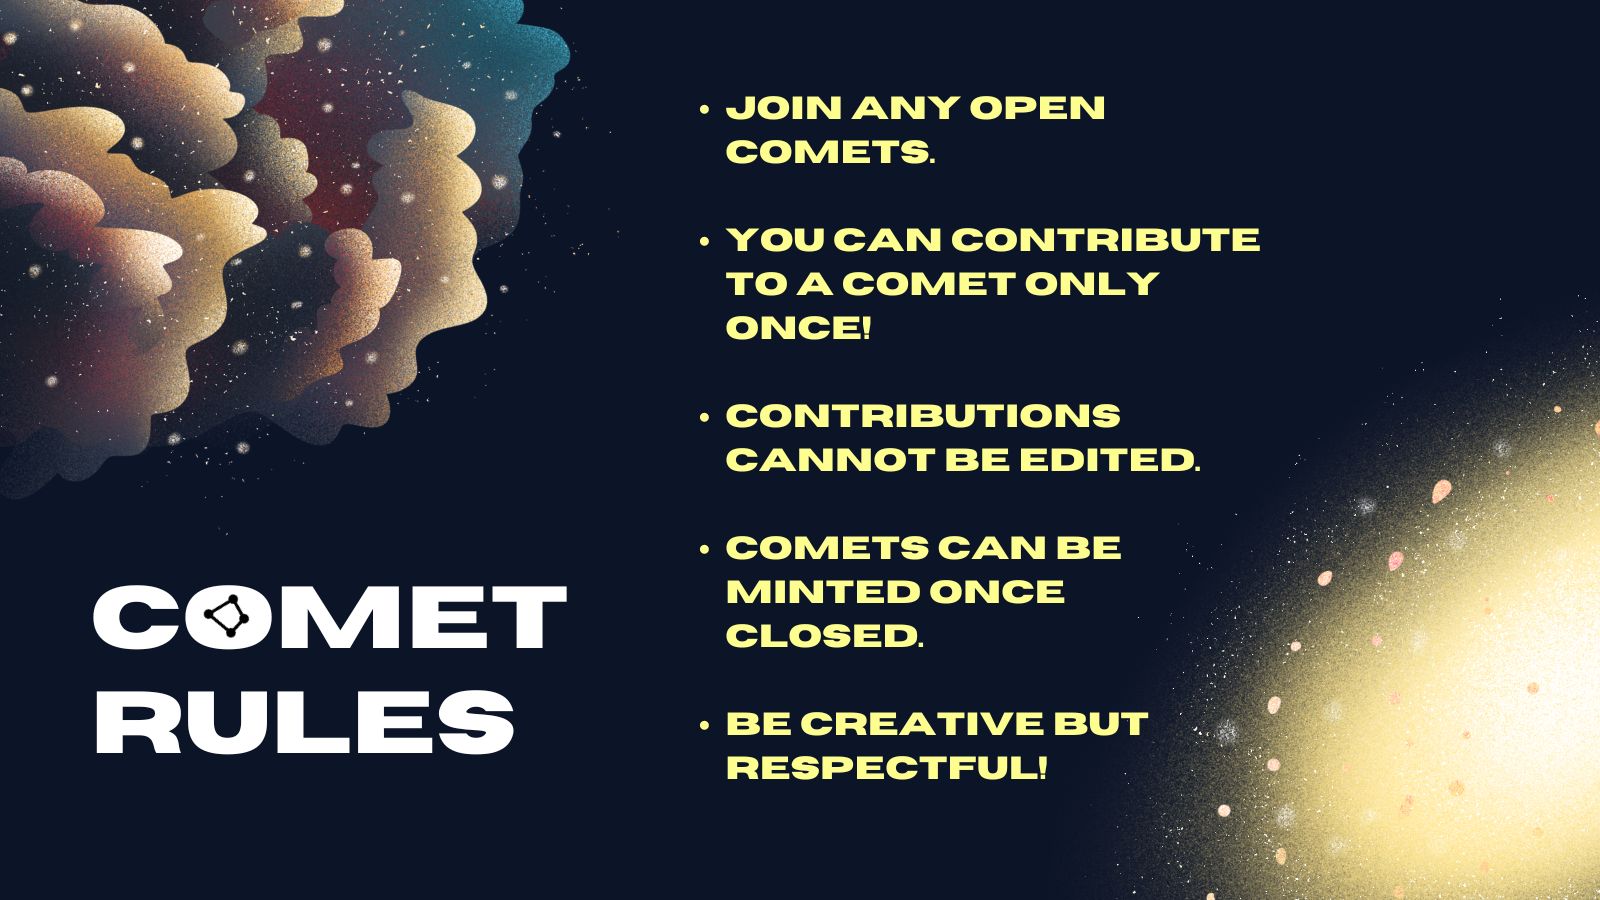 JOIN ANY OPEN
COMETS.
YOU CAN CONTRIBUTE
TO A COMET ONLY
ONCE!
CONTRIBUTIONS
CANNOT BE EDITED.
COMETS CAN BE
MINTED ONCE
CLOSED.
BE CREATIVE BUT
RESPECTFUL!
COMET
RULES